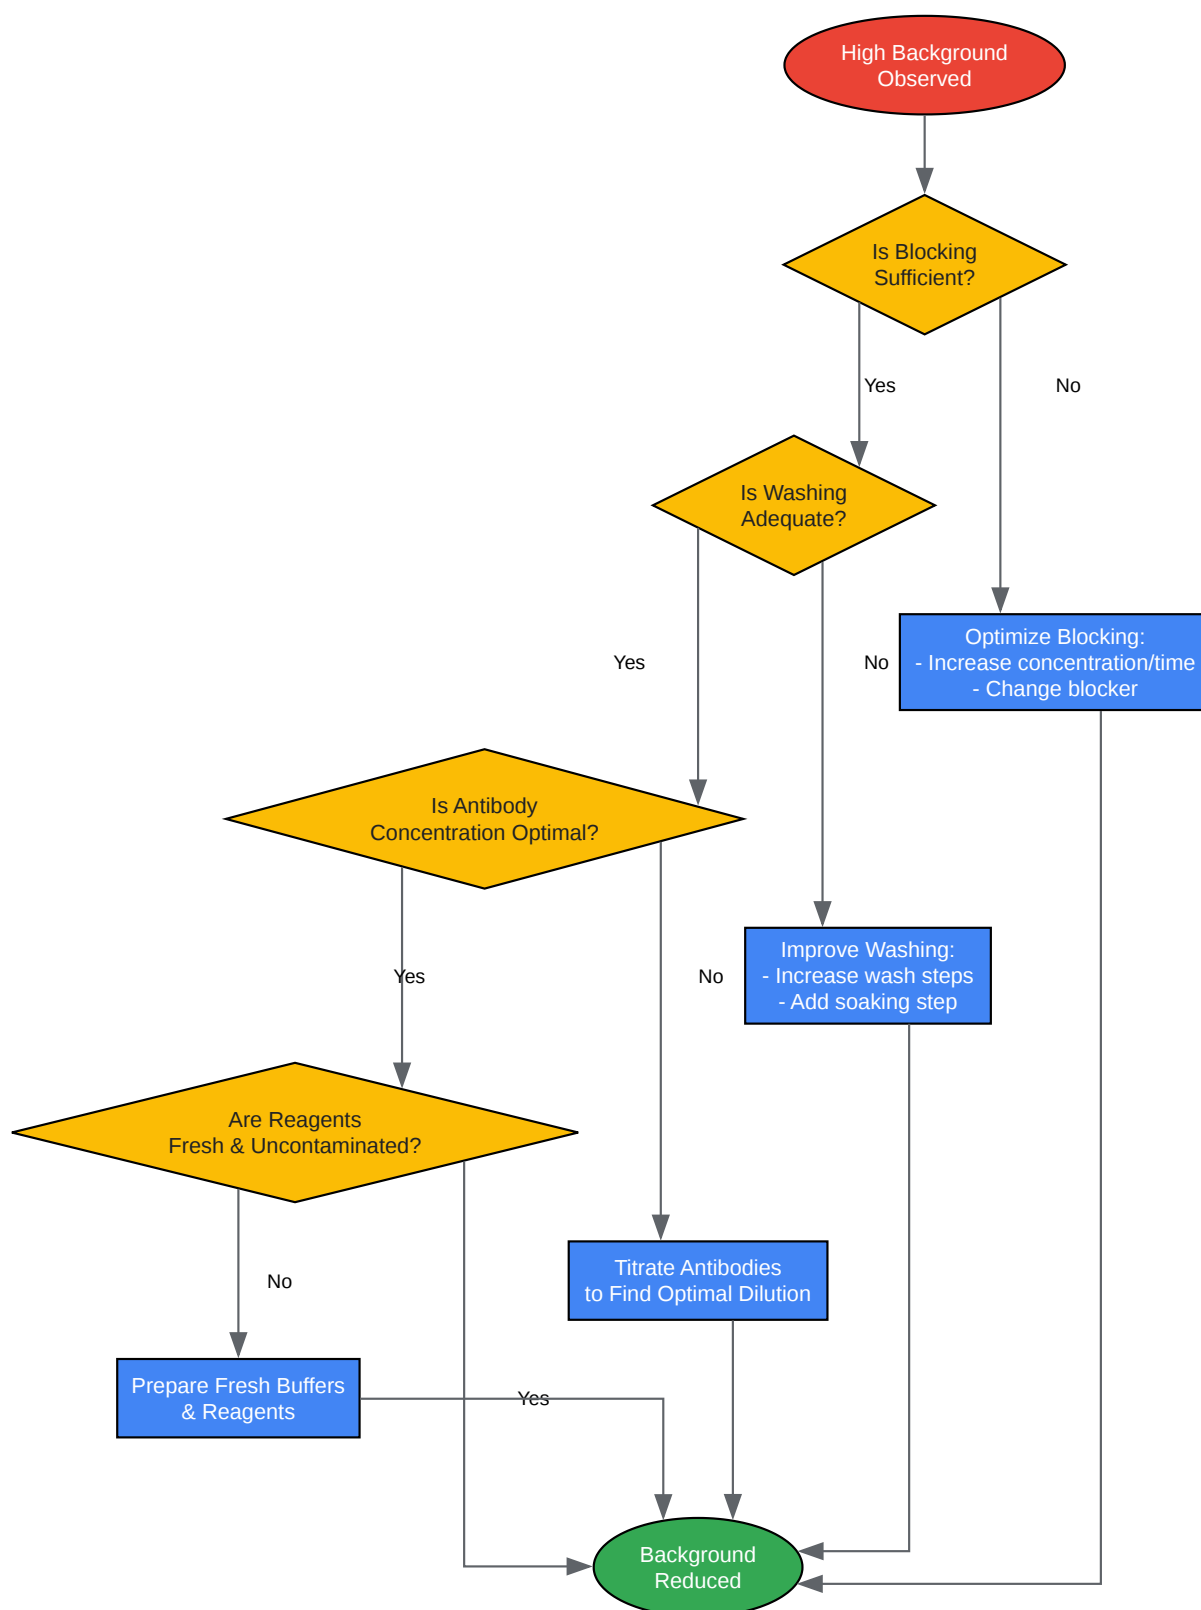 High Background
Observed
Is Blocking
Sufficient?
Yes
No
Is Washing
Adequate?
Yes
No
Optimize Blocking:
- Increase concentration/time
- Change blocker
Is Antibody
Concentration Optimal?
Yes
No
Improve Washing:
- Increase wash steps
- Add soaking step
Are Reagents
Fresh & Uncontaminated?
No
Titrate Antibodies
to Find Optimal Dilution
Prepare Fresh Buffers
& Reagents
Yes
Background
Reduced